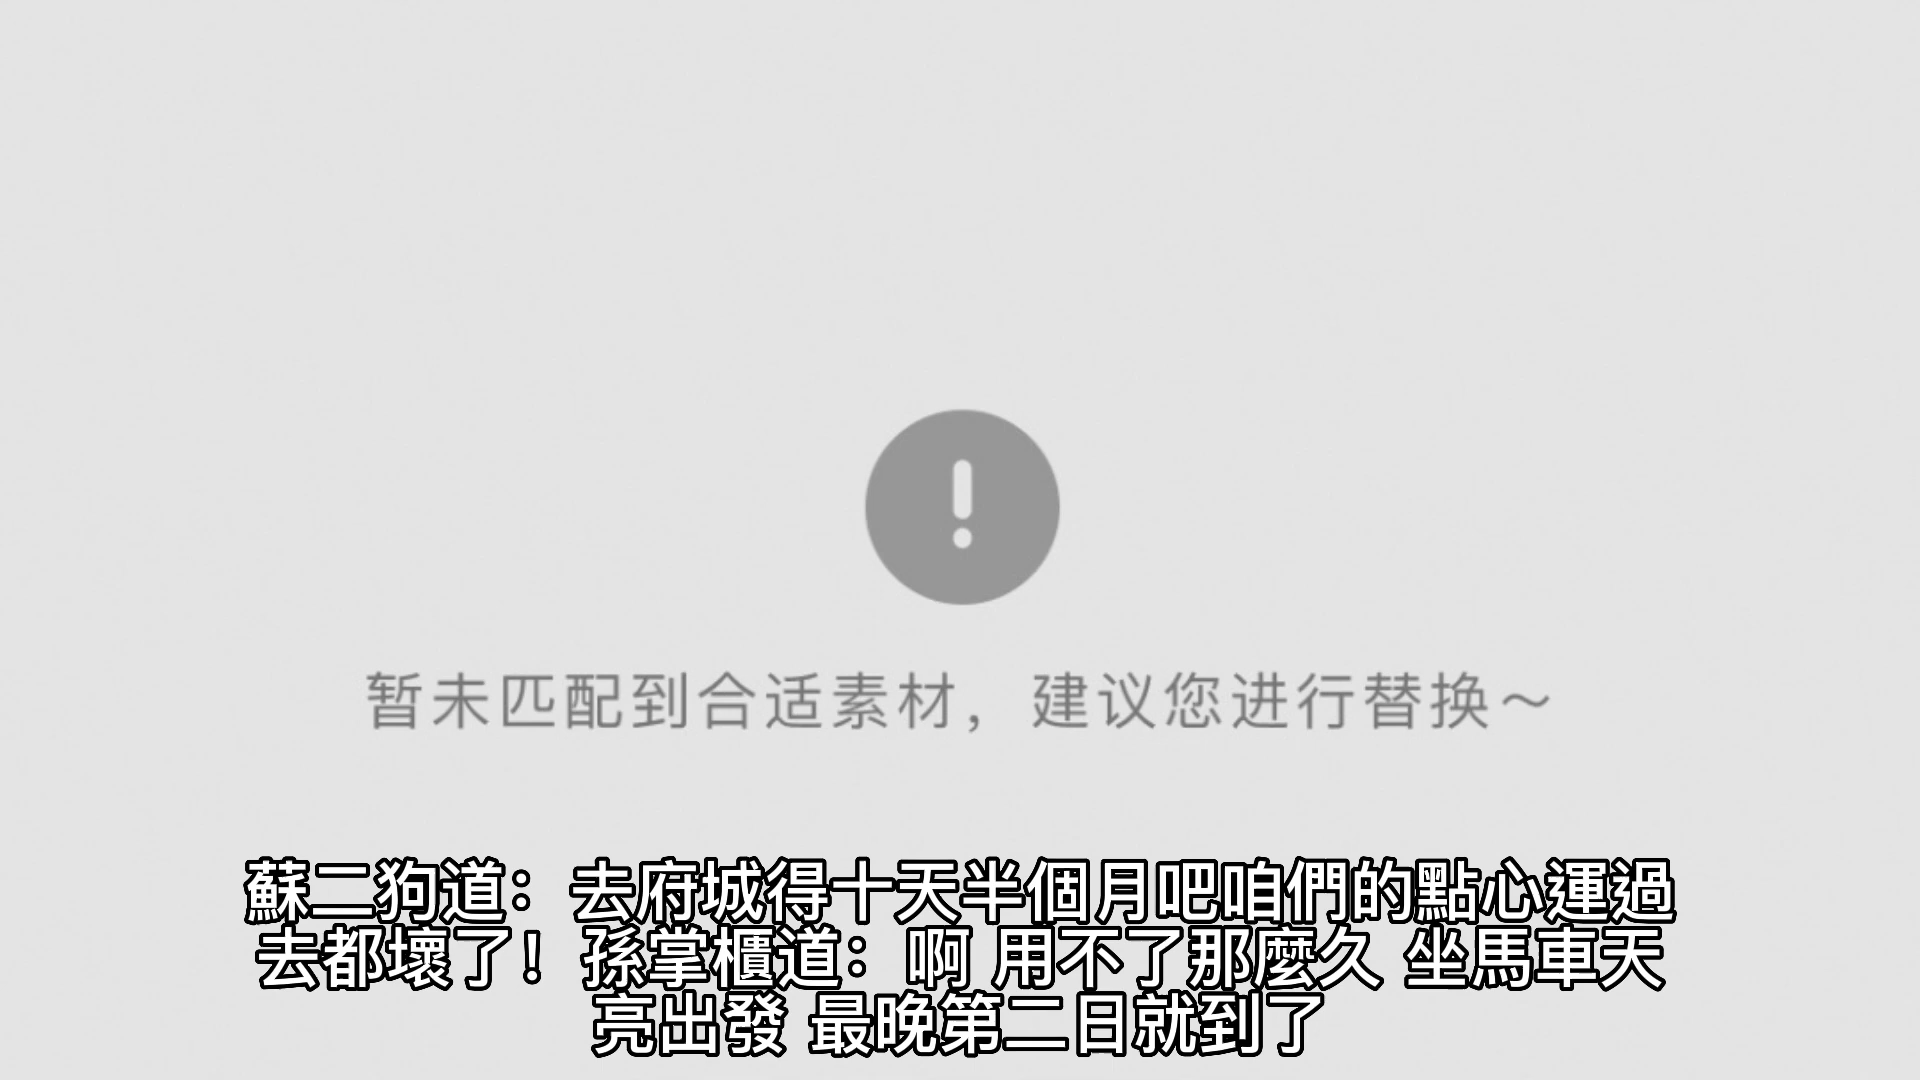 暂未匹配到合适素材，建议您进行替换～
蘇二狗道：去府城得十天半個月吧咱們的點心運過
去都壞了！孫掌櫃道：啊 用不了那麼久 坐馬車天
亮出發 最晚第二日就到了